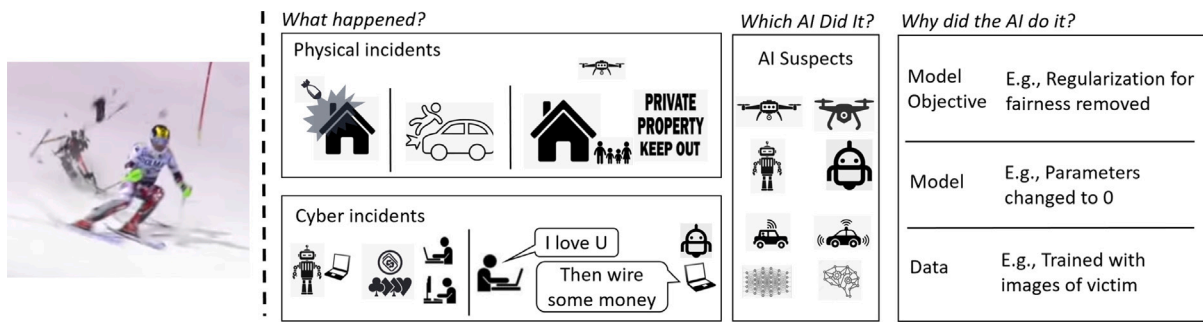 What happened?
Physical incidents
PRIVATE
PROPERTY
KEEP OUT
Cyber incidents
I love U
Then wire
some money
Which AI Did It?
AI Suspects
Why did the AI do it?
Model
Objective
E.g., Regularization for
fairness removed
Model
E.g., Parameters
changed to 0
Data
E.g., Trained with
images of victim